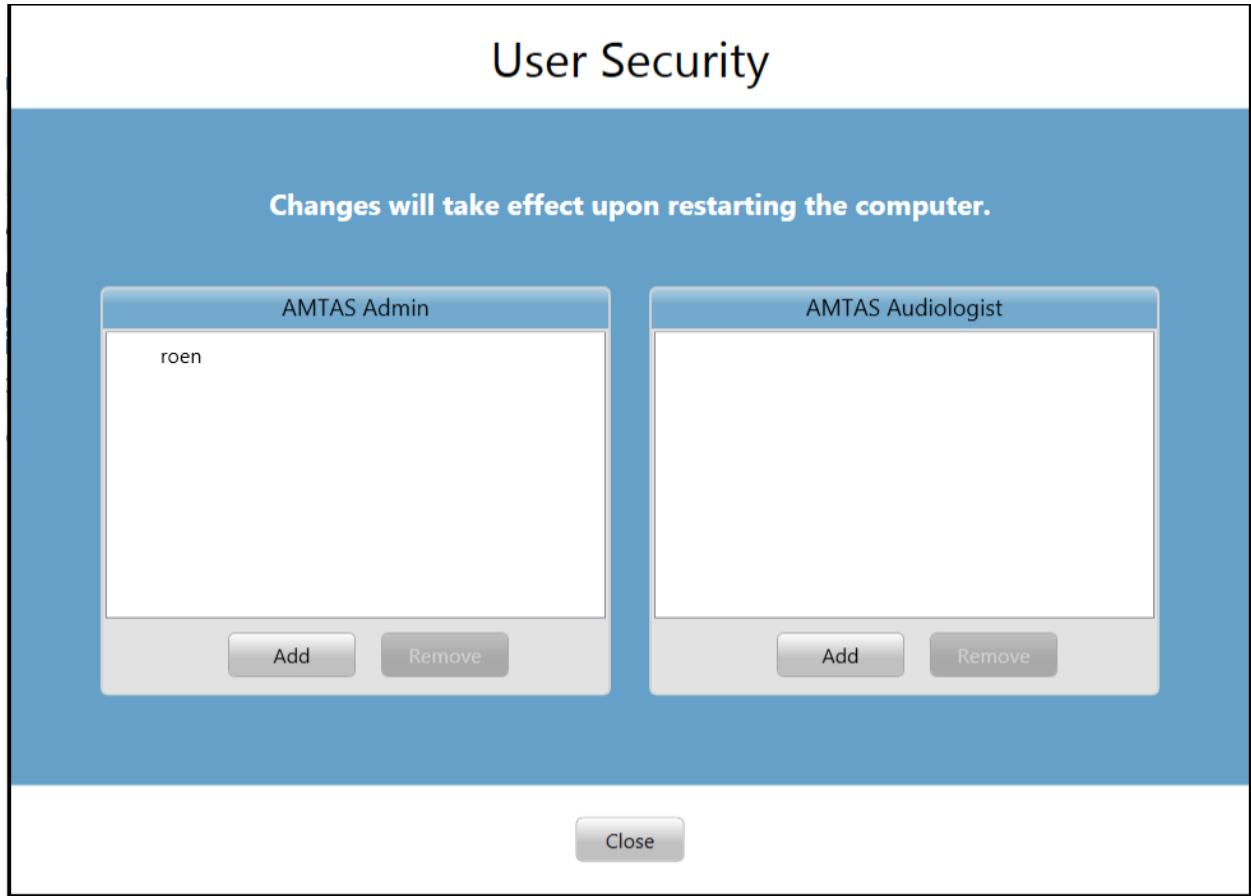 User Security
Changes will take effect upon restarting the computer.
AMTAS Admin
roen
Add
Remove
AMTAS Audiologist
Add
Remove
Close